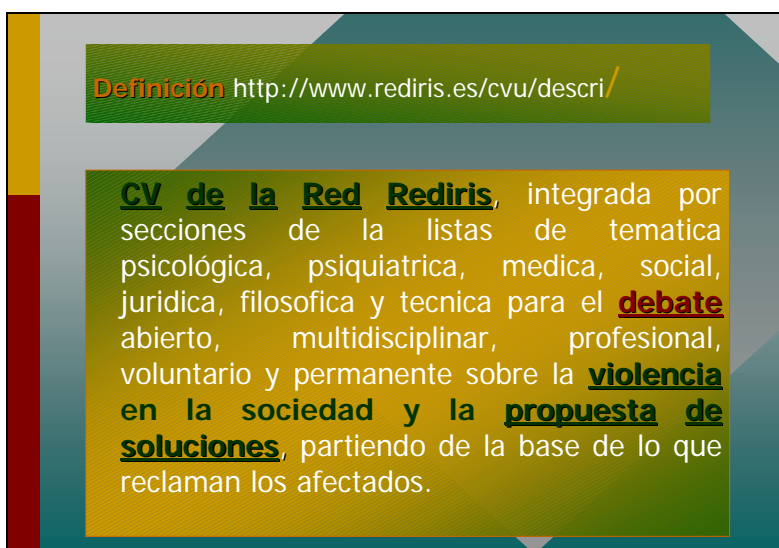 Definición http://www.rediris.es/cvu/descri/
CV de la Red Rediris, integrada por
secciones de la listas de tematica
psicológica, psiquiatrica, medica, social,
juridica, filosofica y tecnica para el debate
abierto, multidisciplinar, profesional,
voluntario y permanente sobre la violencia
en la sociedad y la propuesta de
soluciones, partiendo de la base de lo que
reclaman los afectados.